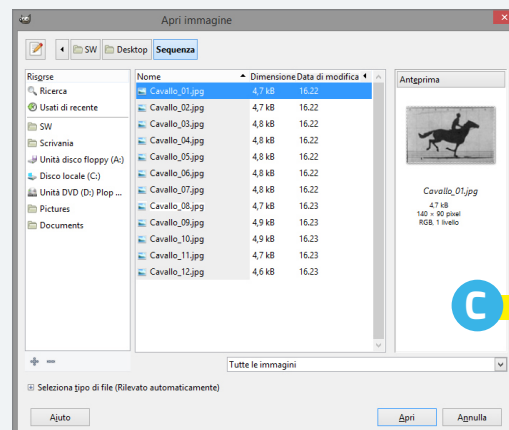 Apri immagine
SW Desktop Sequenza
Risorse
Ricerca
Usati di recente
SW
Scrivania
Unità disco floppy (A:)
Disco locale (C:)
Unità DVD (D:) Plop ...
Pictures
Documents
Nome Dimensione Data di modifica
Cavallo_01.jpg 4,7 kB 16.22
Cavallo_02.jpg 4,7 kB 16.22
Cavallo_03.jpg 4,8 kB 16.22
Cavallo_04.jpg 4,8 kB 16.22
Cavallo_05.jpg 4,8 kB 16.22
Cavallo_06.jpg 4,8 kB 16.22
Cavallo_07.jpg 4,8 kB 16.22
Cavallo_08.jpg 4,7 kB 16.23
Cavallo_09.jpg 4,9 kB 16.23
Cavallo_10.jpg 4,9 kB 16.23
Cavallo_11.jpg 4,7 kB 16.23
Cavallo_12.jpg 4,6 kB 16.23
Anteprima
Cavallo_01.jpg
4,7 kB
140 × 90 pixel
RGB, 1 livello
C
Tutte le immagini
Seleziona tipo di file (Rilevato automaticamente)
Aiuto Apri Annulla